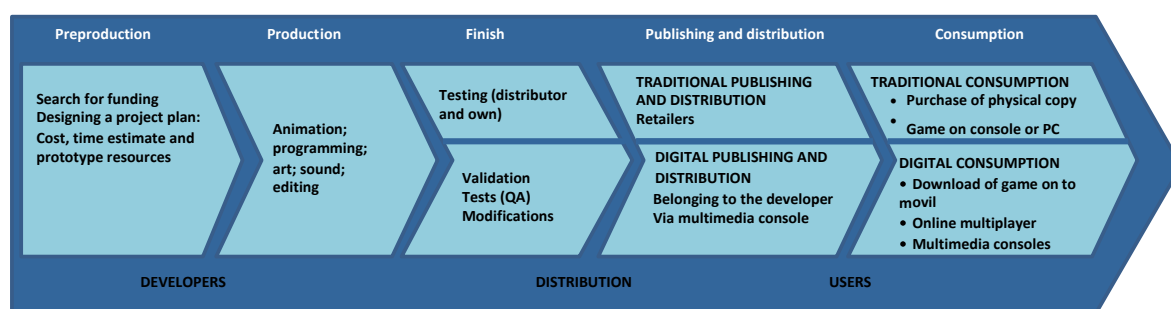 Preproduction
Production
Finish
Publishing and distribution
Consumption
Search for funding
Designing a project plan:
Cost, time estimate and
prototype resources
Animation;
programming;
art; sound;
editing
Testing (distributor
and own)
Validation
Tests (QA)
Modifications
TRADITIONAL PUBLISHING
AND DISTRIBUTION
Retailers
DIGITAL PUBLISHING AND
DISTRIBUTION
Belonging to the developer
Via multimedia console
TRADITIONAL CONSUMPTION
• Purchase of physical copy
•
Game on console or PC
DIGITAL CONSUMPTION
• Download of game on to
movil
• Online multiplayer
• Multimedia consoles
DEVELOPERS
DISTRIBUTION
USERS